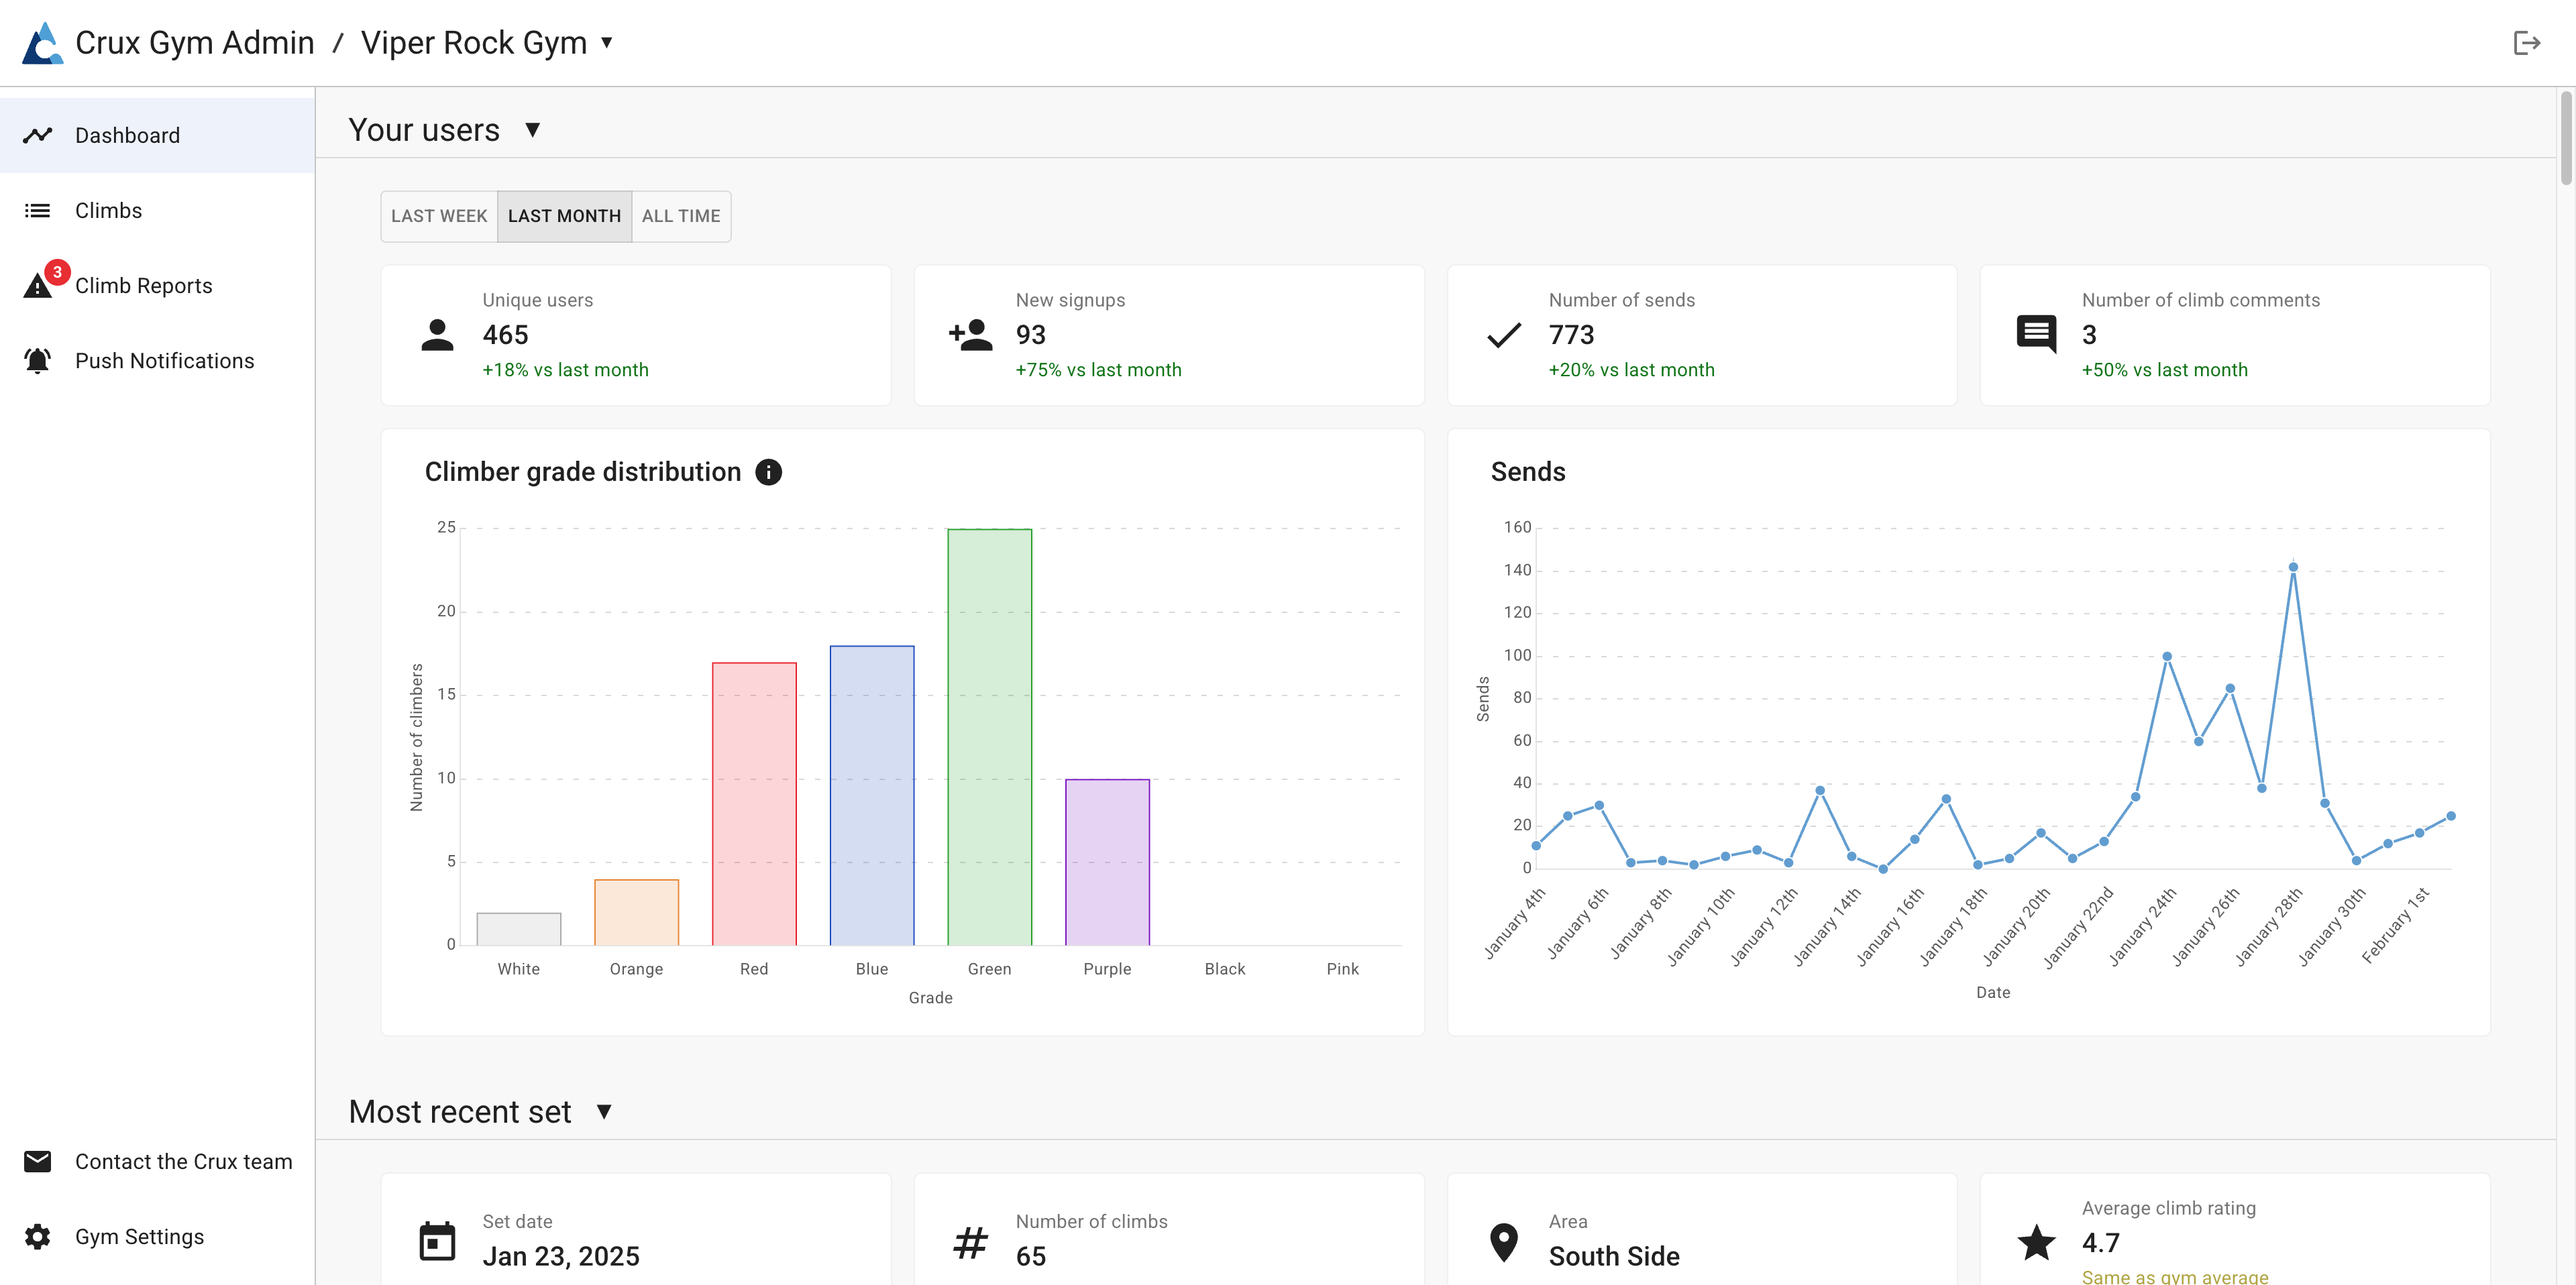 Crux Gym Admin / Viper Rock Gym ▼
Dashboard
Climbs
3
Climb Reports
Push Notifications
Contact the Crux team
Gym Settings
Your users ▼
LAST WEEK LAST MONTH ALL TIME
Unique users
465
+18% vs last month
New signups
93
+75% vs last month
Number of sends
773
+20% vs last month
Number of climb comments
3
+50% vs last month
Climber grade distribution
25
20
15
10
5
0
Number of climbers
White Orange Red Blue Green Purple Black Pink
Grade
Sends
160
140
120
100
80
60
40
20
0
Sends
January 4th January 6th January 8th January 10th January 12th January 14th January 16th January 18th January 20th January 22nd January 24th January 26th January 28th January 30th February 1st
Date
Most recent set ▼
Set date
Jan 23, 2025
Number of climbs
65
Area
South Side
Average climb rating
4.7
Same as gym average